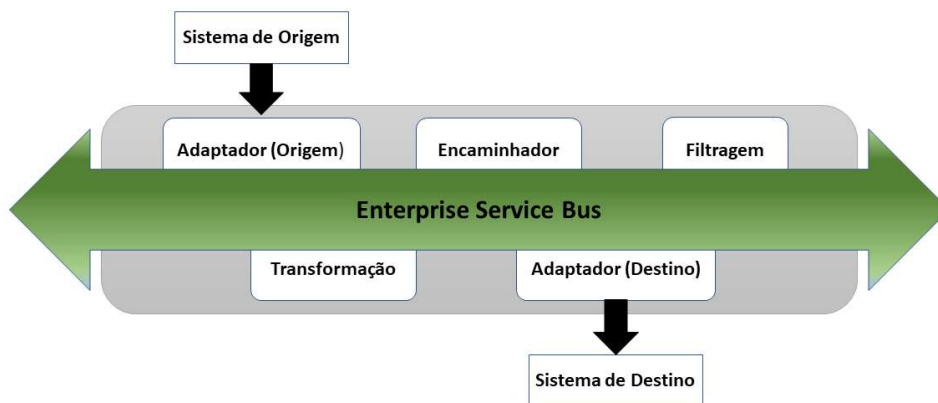 Sistema de Origem
Adaptador (Origem)
Encaminhador
Filtragem
Enterprise Service Bus
Transformação
Adaptador (Destino)
Sistema de Destino